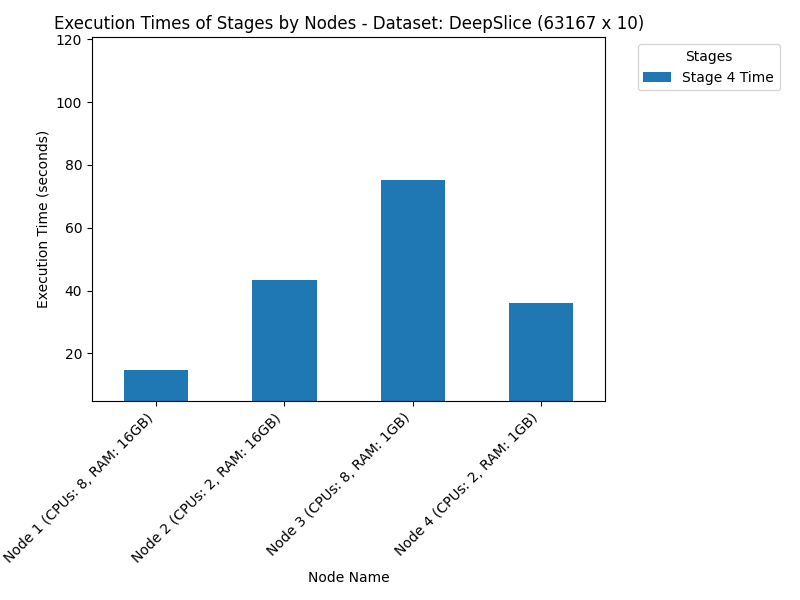 Execution Times of Stages by Nodes - Dataset: DeepSlice (63167 x 10)
Stages
Stage 4 Time
Execution Time (seconds)
120
100
80
60
40
20
Node 1 (CPUs: 8, RAM: 16GB)
Node 2 (CPUs: 2, RAM: 16GB)
Node 3 (CPUs: 8, RAM: 1GB)
Node 4 (CPUs: 2, RAM: 1GB)
Node Name